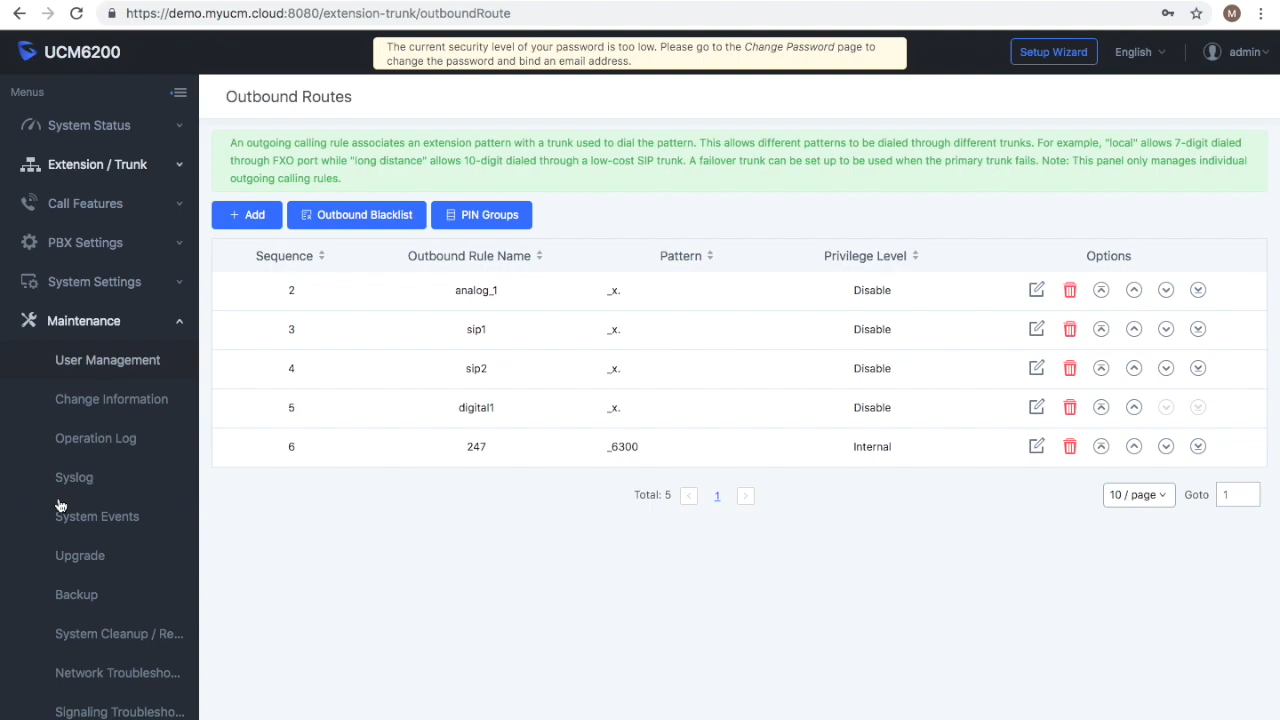 https://demo.myucm.cloud:8080/extension-trunk/outboundRoute
M
UCM6200
The current security level of your password is too low. Please go to the Change Password page to
change the password and bind an email address.
Setup Wizard
English
admin
Menus
System Status
Extension / Trunk
Call Features
PBX Settings
System Settings
Maintenance
User Management
Change Information
Operation Log
Syslog
System Events
Upgrade
Backup
System Cleanup / Re...
Network Troublesho...
Signaling Troublesho...
Outbound Routes
An outgoing calling rule associates an extension pattern with a trunk used to dial the pattern. This allows different patterns to be dialed through different trunks. For example, "local" allows 7-digit dialed
through FXO port while "long distance" allows 10-digit dialed through a low-cost SIP trunk. A failover trunk can be set up to be used when the primary trunk fails. Note: This panel only manages individual
outgoing calling rules.
+ Add
Outbound Blacklist
PIN Groups
Sequence Outbound Rule Name Pattern Privilege Level Options
2 analog_1 _x. Disable
3 sip1 _x. Disable
4 sip2 _x. Disable
5 digital1 _x. Disable
6 247 _6300 Internal
Total: 5 < 1 > 10 / page Goto 1